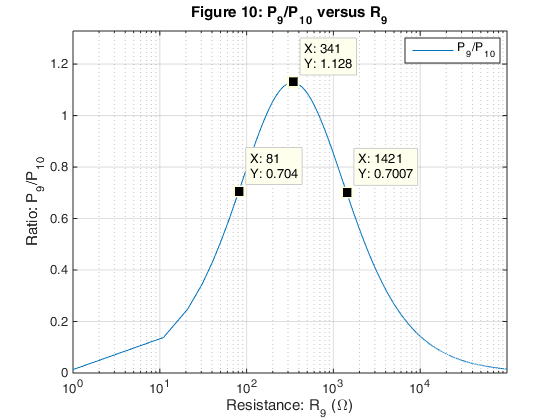 Figure 10: P9/P10 versus R9
P9/P10
X: 341
Y: 1.128
X: 81
Y: 0.704
X: 1421
Y: 0.7007
Ratio: P9/P10
1.2
1
0.8
0.6
0.4
0.2
0
10^0 10^1 10^2 10^3 10^4
Resistance: R9 (Ω)